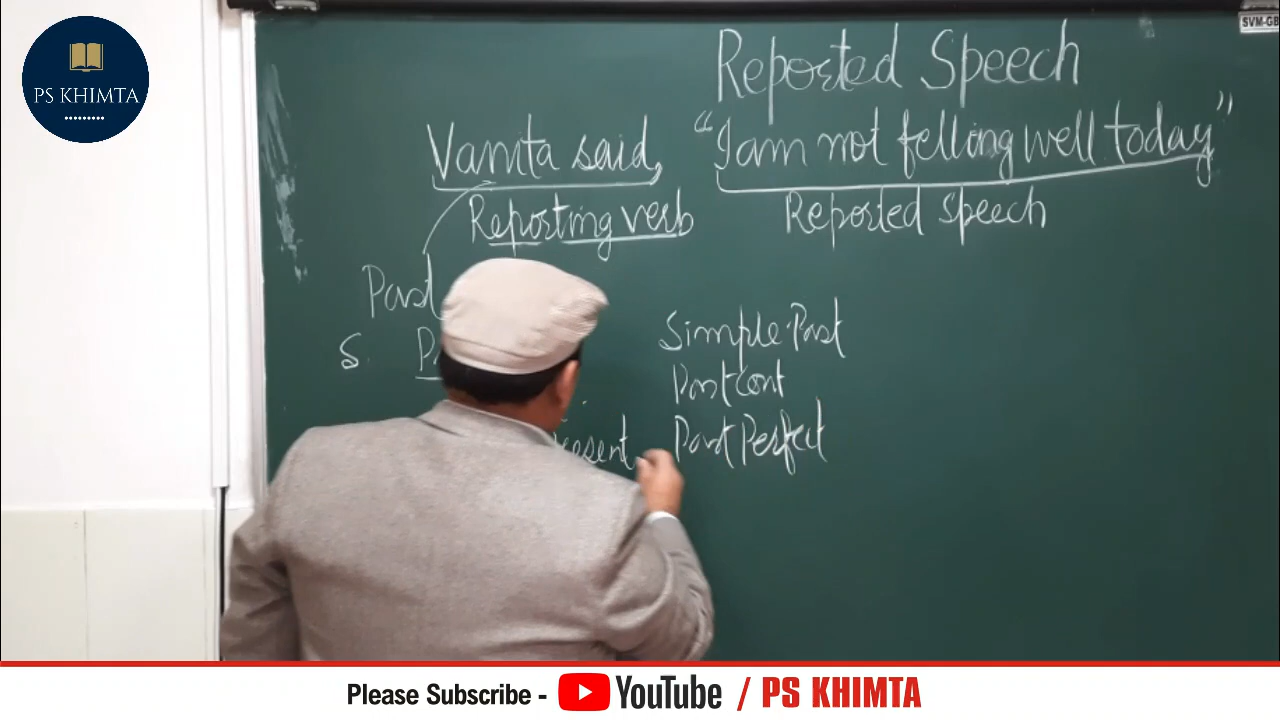 SVM-GB
PS KHIMTA
Reported Speech
Vanita said, "I am not felling well today"
Reporting verb Reported speech
Past
S. Simple Past
Past Cont
Past Perfect
Please Subscribe - YouTube / PS KHIMTA